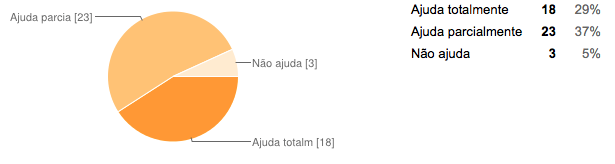 Ajuda parcia [23]
Não ajuda [3]
Ajuda totalm [18]
Ajuda totalmente 18 29%
Ajuda parcialmente 23 37%
Não ajuda 3 5%